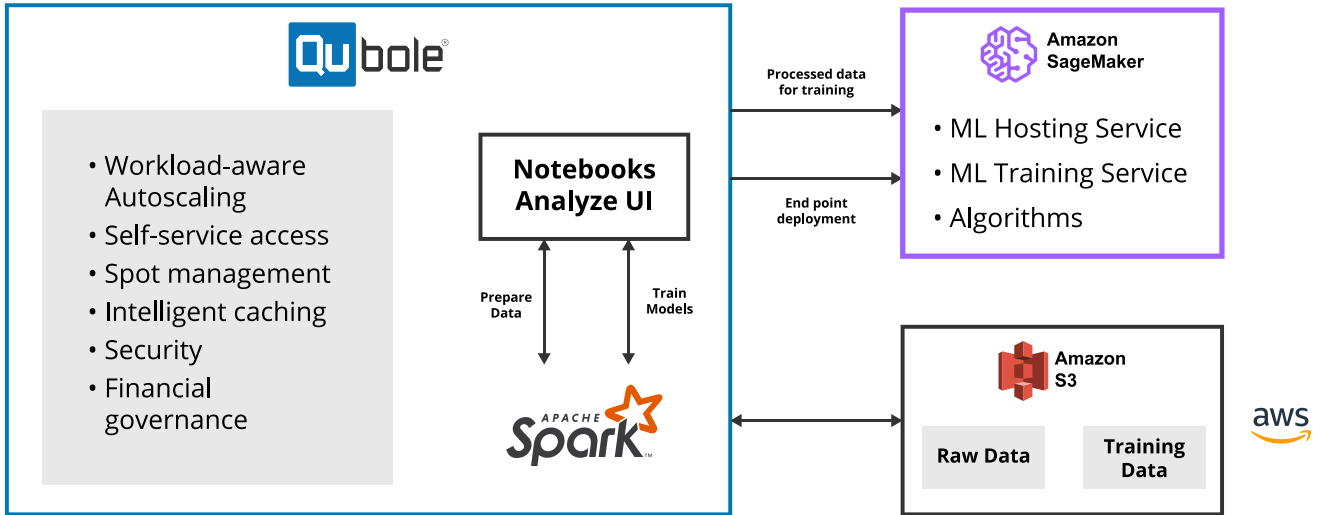 Qubole®
• Workload-aware
Autoscaling
• Self-service access
• Spot management
• Intelligent caching
• Security
• Financial
governance
Notebooks
Analyze UI
Prepare
Data
Train
Models
APACHE
Spark™
Processed data
for training
End point
deployment
Amazon
SageMaker
• ML Hosting Service
• ML Training Service
• Algorithms
Amazon
S3
Raw Data
Training
Data
aws